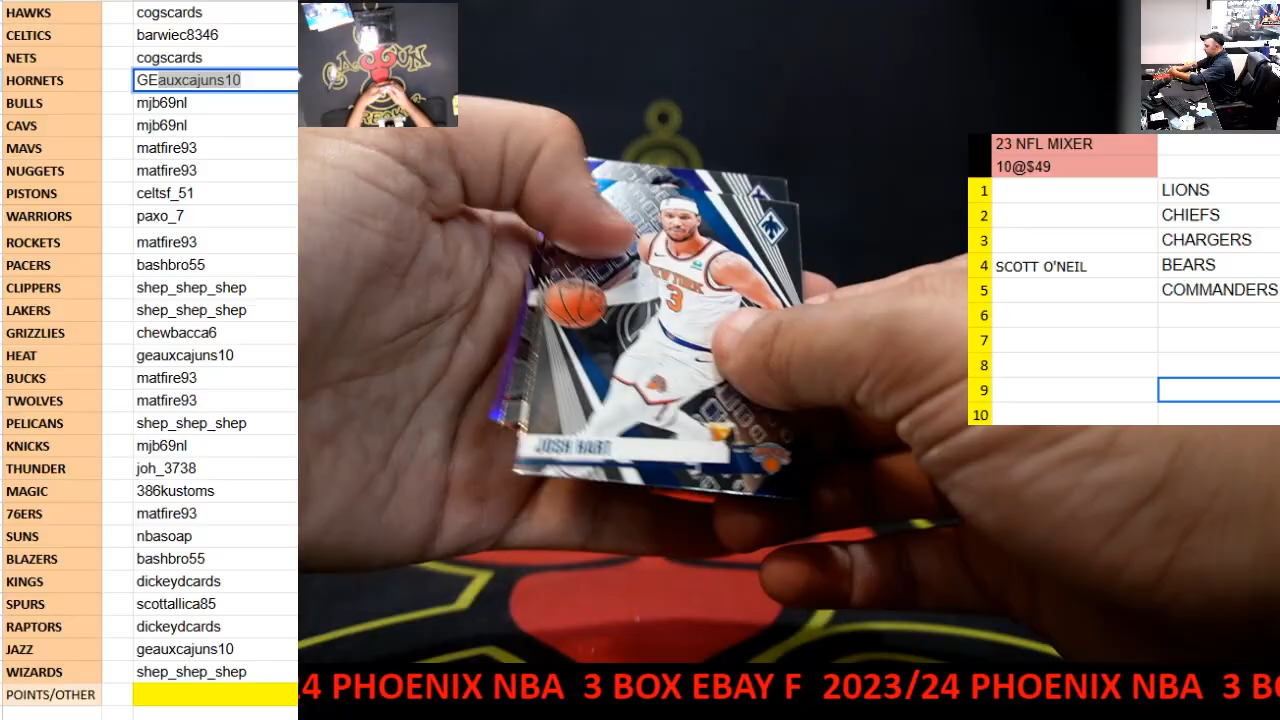 HAWKS cogscards
CELTICS barwiec8346
NETS cogscards
HORNETS GEauxcajuns10
BULLS mjb69nl
CAVS mjb69nl
MAVS matfire93
NUGGETS matfire93
PISTONS celtsf_51
WARRIORS paxo_7
ROCKETS matfire93
PACERS bashbro55
CLIPPERS shep_shep_shep
LAKERS shep_shep_shep
GRIZZLIES chewbacca6
HEAT geauxcajuns10
BUCKS matfire93
TWOLVES matfire93
PELICANS shep_shep_shep
KNICKS mjb69nl
THUNDER joh_3738
MAGIC 386kustoms
76ERS matfire93
SUNS nbasoap
BLAZERS bashbro55
KINGS dickeydcards
SPURS scottallica85
RAPTORS dickeydcards
JAZZ geauxcajuns10
WIZARDS shep_shep_shep
POINTS/OTHER
NEW YORK
3
JOSH HART
23 NFL MIXER
10@$49
1 LIONS
2 CHIEFS
3 CHARGERS
4 SCOTT O'NEIL BEARS
5 COMMANDERS
6
7
8
9
10
4 PHOENIX NBA 3 BOX EBAY F 2023/24 PHOENIX NBA 3 B